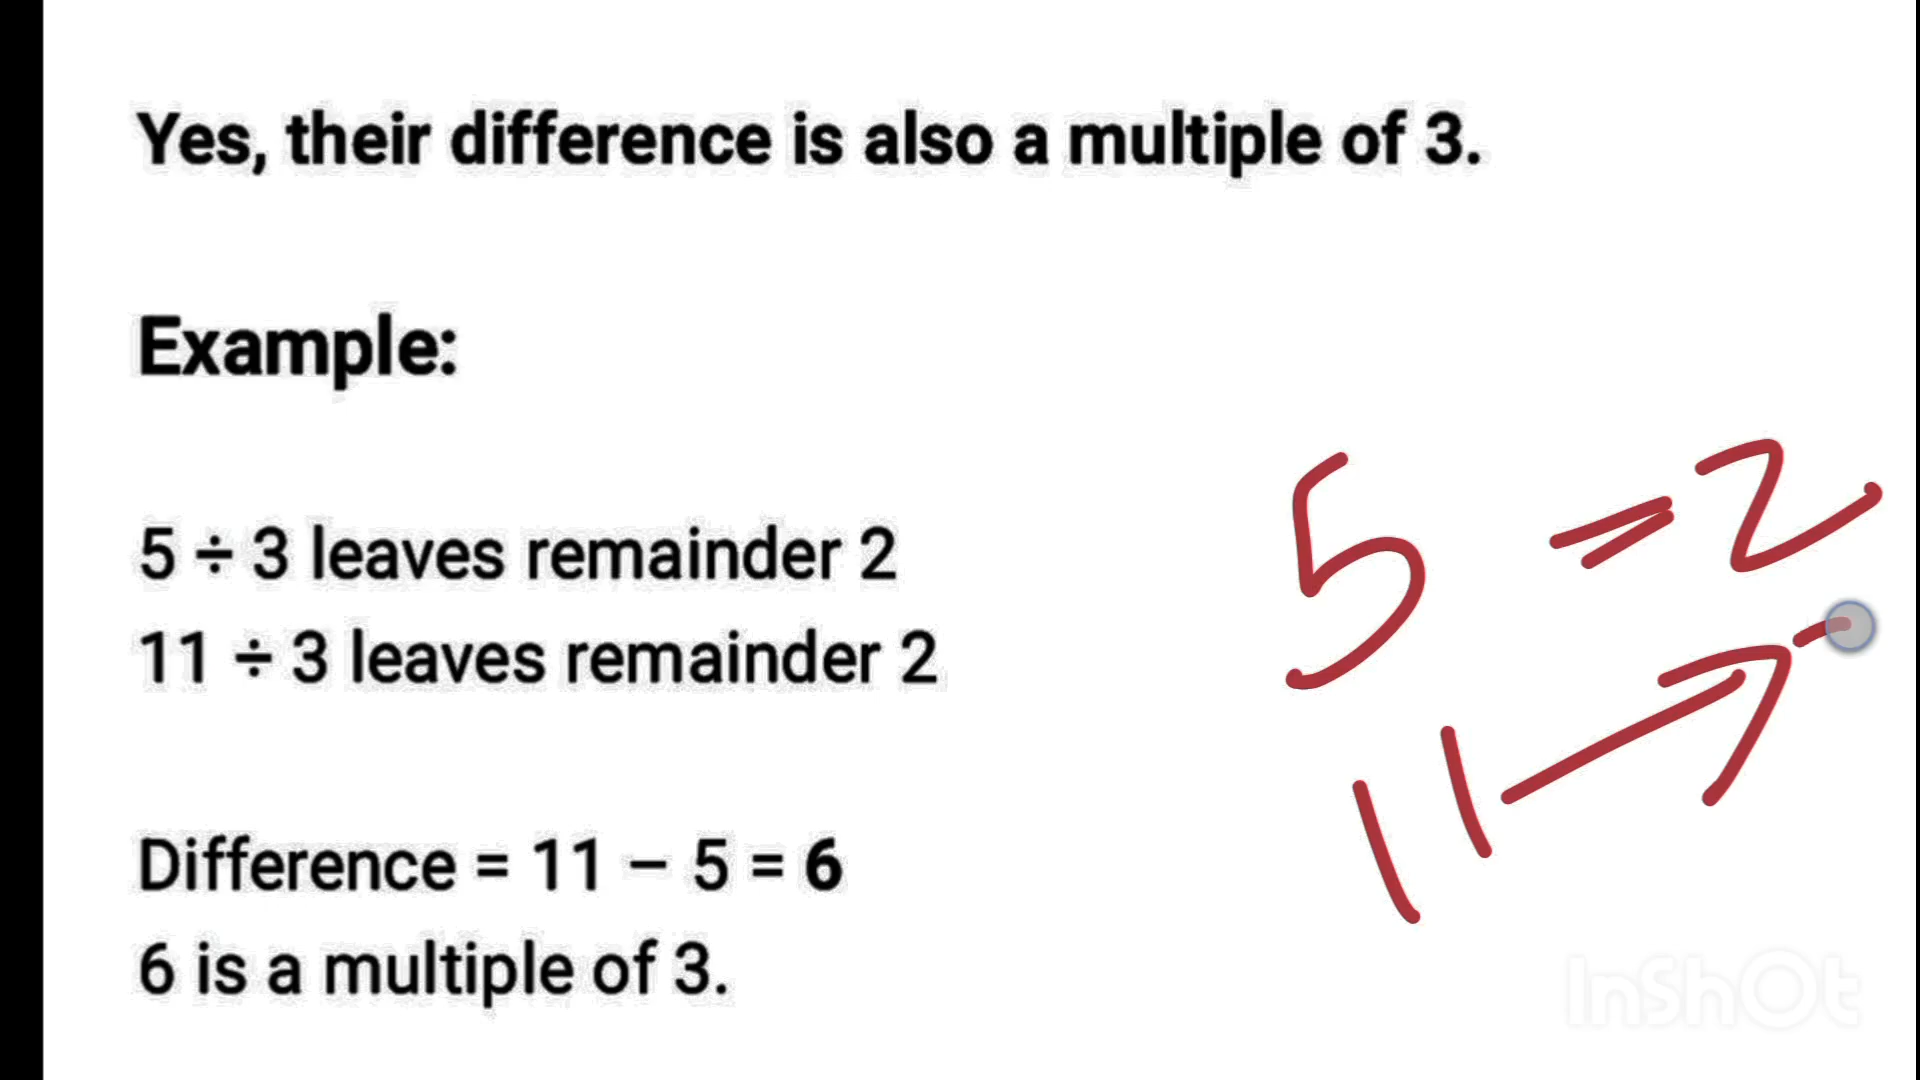 Yes, their difference is also a multiple of 3.
Example:
5 ÷ 3 leaves remainder 2
11 ÷ 3 leaves remainder 2
5 = 2
11 →
Difference = 11 – 5 = 6
6 is a multiple of 3.
InShOt